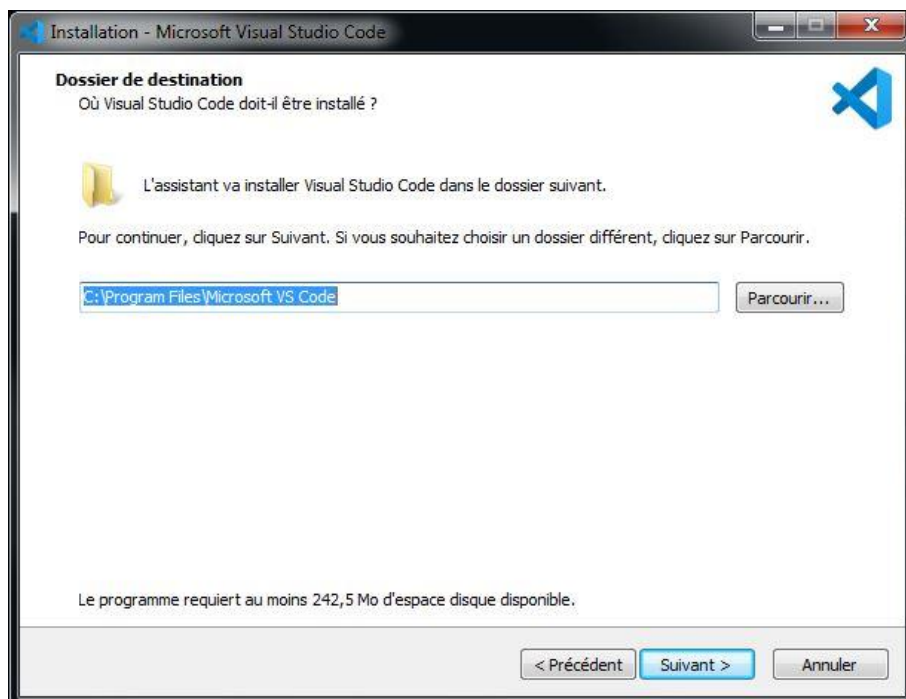 Installation - Microsoft Visual Studio Code
Dossier de destination
Où Visual Studio Code doit-il être installé ?
L'assistant va installer Visual Studio Code dans le dossier suivant.
Pour continuer, cliquez sur Suivant. Si vous souhaitez choisir un dossier différent, cliquez sur Parcourir.
C:\Program Files\Microsoft VS Code
Parcourir...
Le programme requiert au moins 242,5 Mo d'espace disque disponible.
< Précédent
Suivant >
Annuler